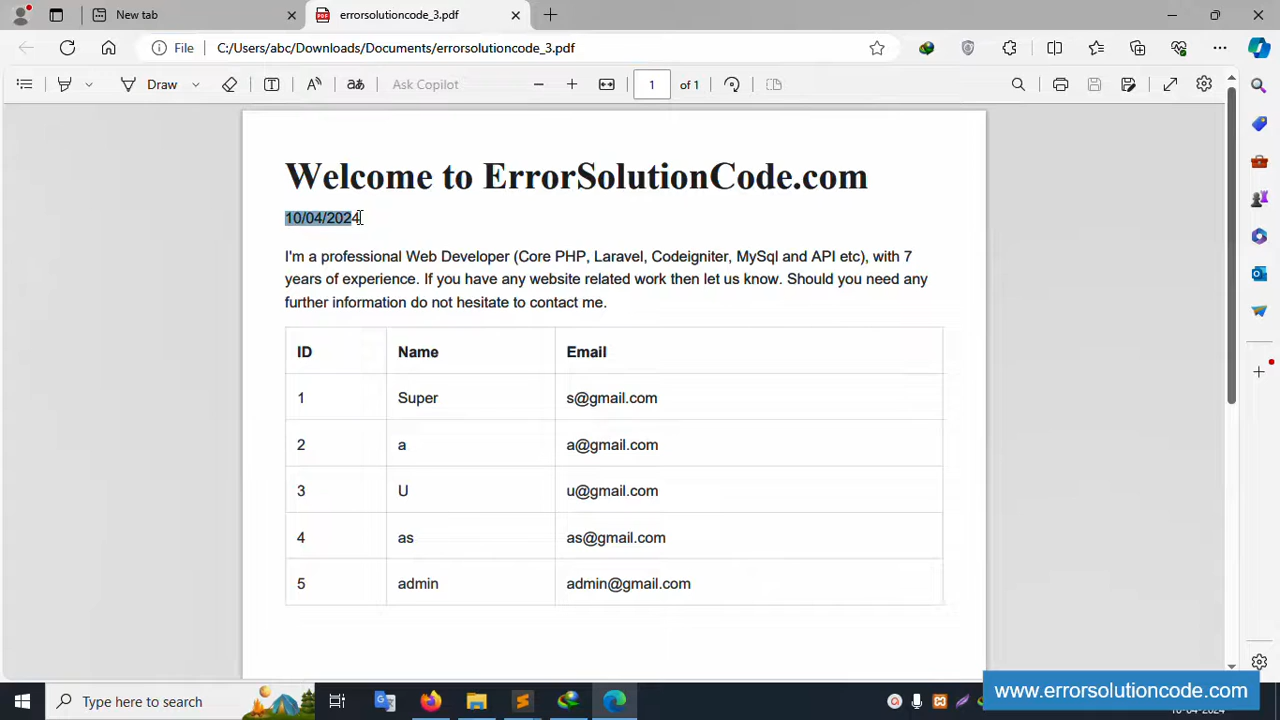 New tab
errorsolutioncode_3.pdf
File
C:/Users/abc/Downloads/Documents/errorsolutioncode_3.pdf
Draw
Ask Copilot
1
of 1
Welcome to ErrorSolutionCode.com
10/04/2024
I'm a professional Web Developer (Core PHP, Laravel, Codeigniter, MySql and API etc), with 7
years of experience. If you have any website related work then let us know. Should you need any
further information do not hesitate to contact me.
ID Name Email
1 Super s@gmail.com
2 a a@gmail.com
3 U u@gmail.com
4 as as@gmail.com
5 admin admin@gmail.com
Type here to search
www.errorsolutioncode.com